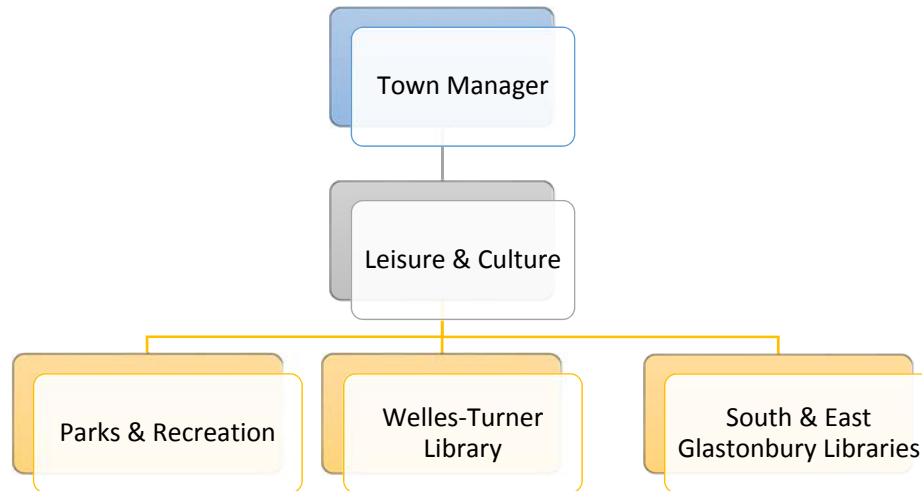 Town Manager
Leisure & Culture
Parks & Recreation
Welles-Turner
Library
South & East
Glastonbury Libraries